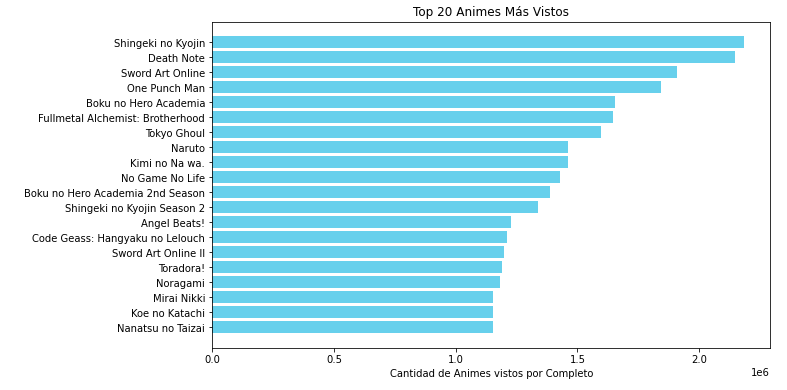 Top 20 Animes Más Vistos
Shingeki no Kyojin
Death Note
Sword Art Online
One Punch Man
Boku no Hero Academia
Fullmetal Alchemist: Brotherhood
Tokyo Ghoul
Naruto
Kimi no Na wa.
No Game No Life
Boku no Hero Academia 2nd Season
Shingeki no Kyojin Season 2
Angel Beats!
Code Geass: Hangyaku no Lelouch
Sword Art Online II
Toradora!
Noragami
Mirai Nikki
Koe no Katachi
Nanatsu no Taizai
0.0 0.5 1.0 1.5 2.0
1e6
Cantidad de Animes vistos por Completo